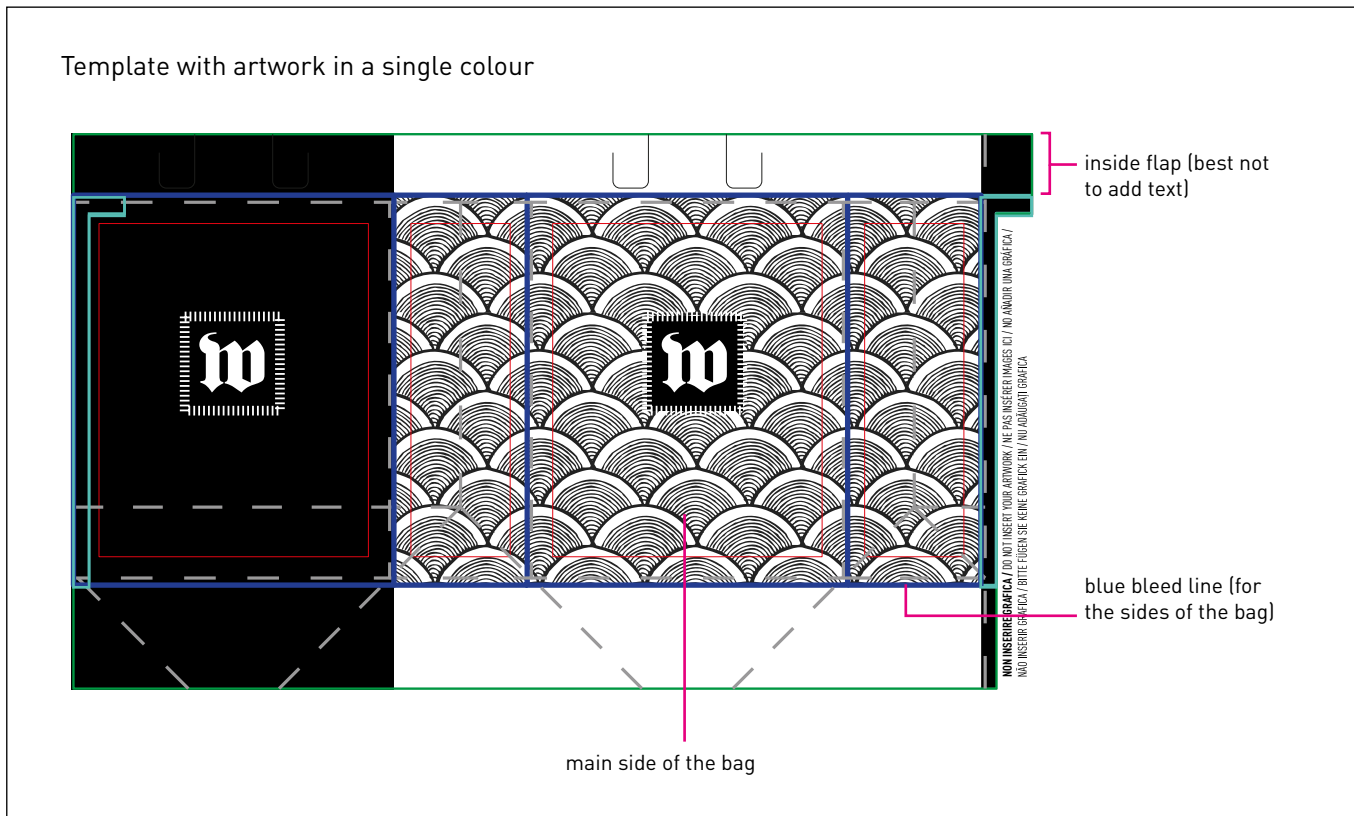 Template with artwork in a single colour
inside flap (best not
to add text)
NON INSERIRE GRAFICA / DO NOT INSERT YOUR ARTWORK / NE PAS INSÉRER IMAGES ICI / NO AÑADIR UNA GRÁFICA /
NÃO INSERIR GRÁFICA / BITTE FÜGEN SIE KEINE GRAFICK EIN / NU ADĂUGAȚI GRAFICA
blue bleed line (for
the sides of the bag)
main side of the bag